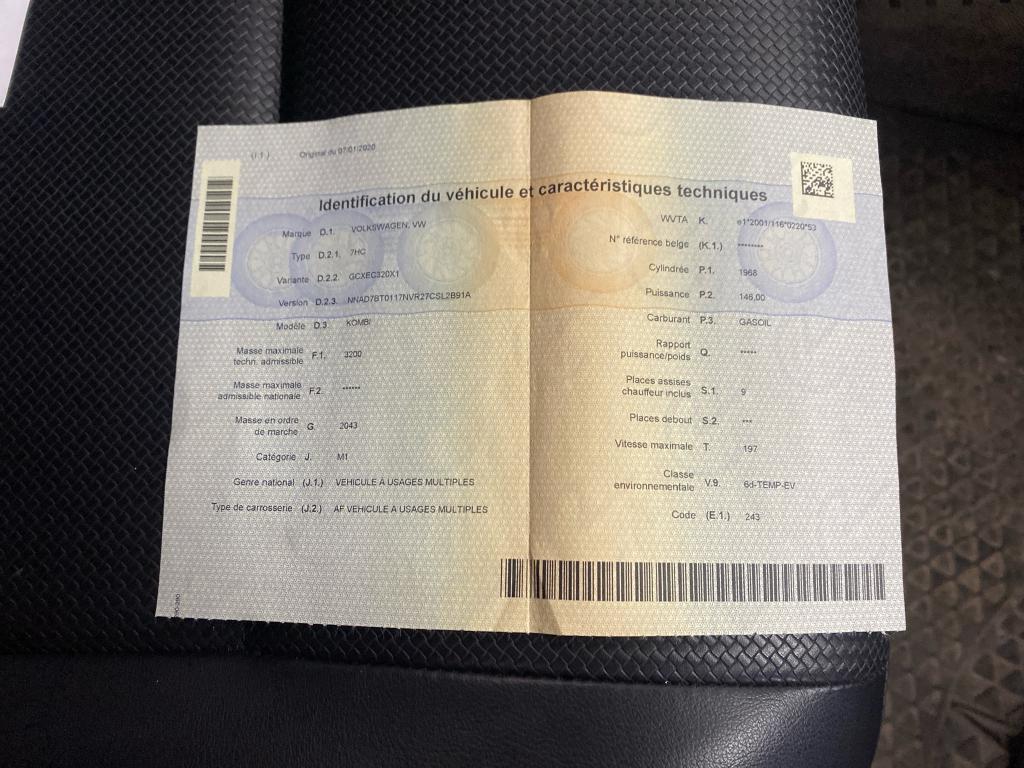 (I.1.) Original du 07/01/2020
Identification du véhicule et caractéristiques techniques
Marque D.1. VOLKSWAGEN, VW
Type D.2.1. 7HC
Variante D.2.2. GCXEC320X1
Version D.2.3. NNAD7BT0117NVR27CSL2B91A
Modèle D.3. KOMBI
Masse maximale
techn. admissible F.1. 3200
Masse maximale
admissible nationale F.2. ******
Masse en ordre
de marche G. 2043
Catégorie J. M1
Genre national (J.1.) VEHICULE A USAGES MULTIPLES
Type de carrosserie (J.2.) AF VEHICULE A USAGES MULTIPLES
WVTA K. e1*2001/116*0220*53
N° référence belge (K.1.) ********
Cylindrée P.1. 1968
Puissance P.2. 146,00
Carburant P.3. GASOIL
Rapport
puissance/poids Q. *****
Places assises
chauffeur inclus S.1. 9
Places debout S.2. ***
Vitesse maximale T. 197
Classe
environnementale V.9. 6d-TEMP-EV
Code (E.1.) 243